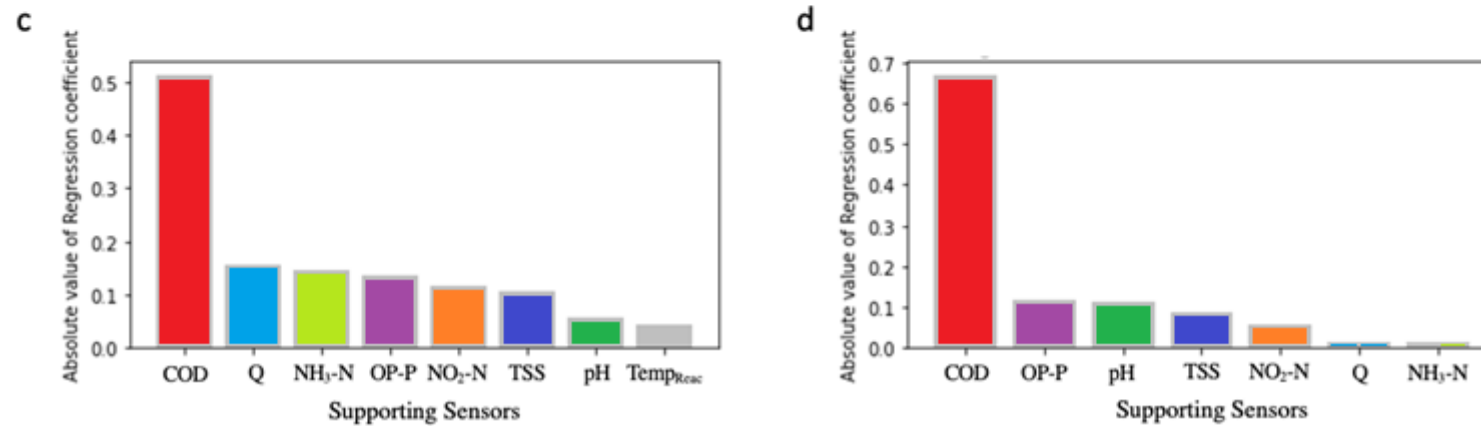 c
Absolute value of Regression coefficient
0.5
0.4
0.3
0.2
0.1
0.0
COD Q NH₃-N OP-P NO₂-N TSS pH Temp_Reac
Supporting Sensors
d
Absolute value of Regression coefficient
0.7
0.6
0.5
0.4
0.3
0.2
0.1
0.0
COD OP-P pH TSS NO₂-N Q NH₃-N
Supporting Sensors